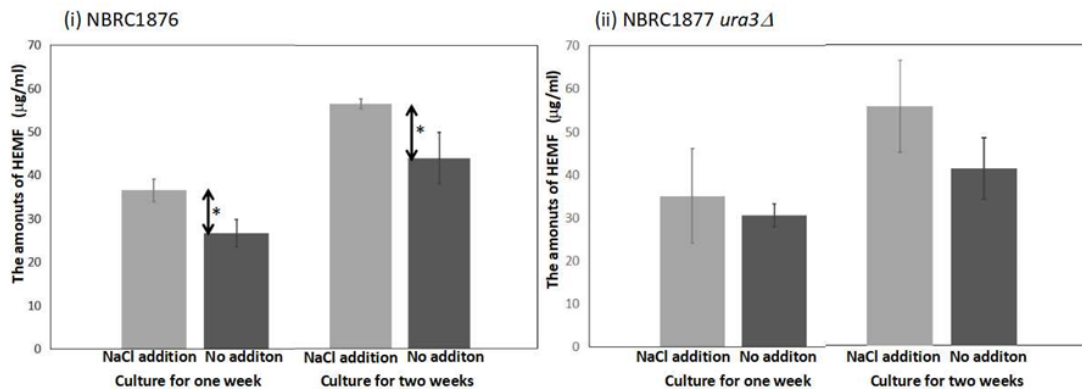 (i) NBRC1876
The amonuts of HEMF (μg/ml)
70
60
50
40
30
20
10
0
*
*
NaCl addition No additon NaCl addition No additon
Culture for one week Culture for two weeks
(ii) NBRC1877 ura3Δ
The amonuts of HEMF (μg/ml)
70
60
50
40
30
20
10
0
NaCl addition No additon NaCl addition No additon
Culture for one week Culture for two weeks